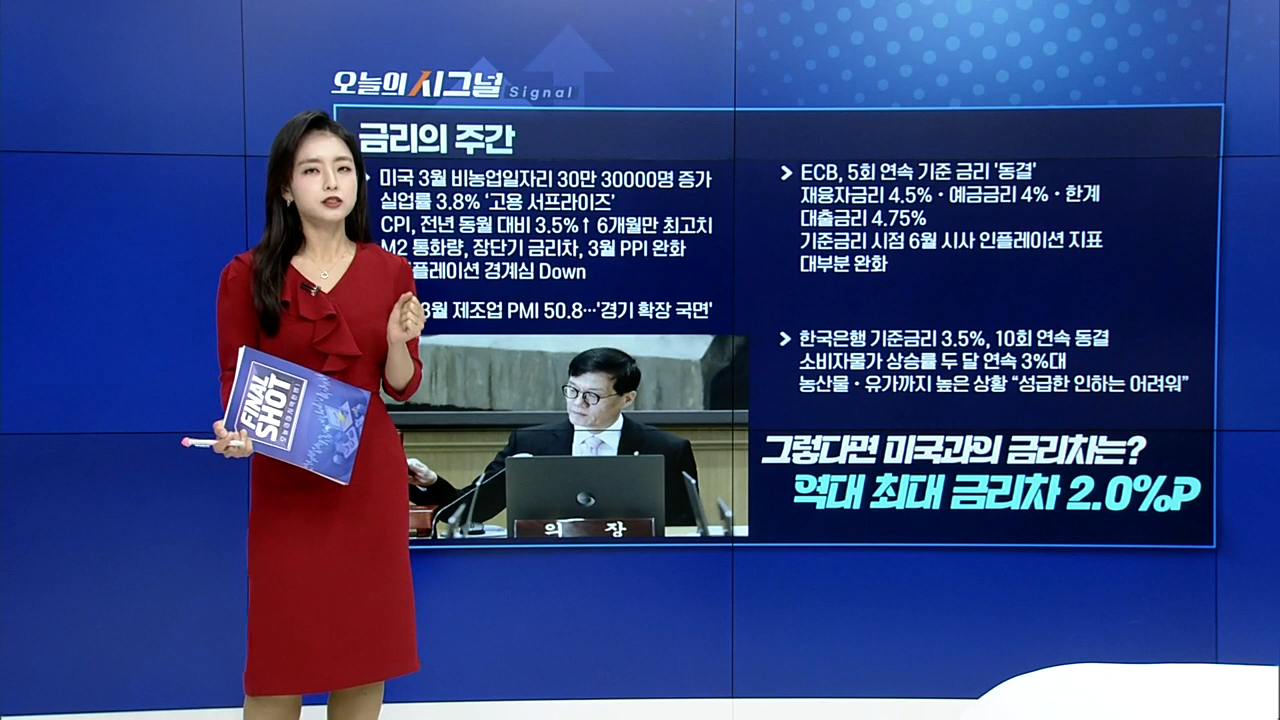 오늘의 시그널
Signal
금리의 주간
미국 3월 비농업일자리 30만 30000명 증가
실업률 3.8% ‘고용 서프라이즈’
CPI, 전년 동월 대비 3.5%↑ 6개월만 최고치
M2 통화량, 장단기 금리차, 3월 PPI 완화
플레이션 경계심 Down
3월 제조업 PMI 50.8…'경기 확장 국면'
ECB, 5회 연속 기준 금리 '동결'
재융자금리 4.5%・예금금리 4%・한계
대출금리 4.75%
기준금리 시점 6월 시사 인플레이션 지표
대부분 완화
한국은행 기준금리 3.5%, 10회 연속 동결
소비자물가 상승률 두 달 연속 3%대
농산물・유가까지 높은 상황 “성급한 인하는 어려워”
그렇다면 미국과의 금리차는?
역대 최대 금리차 2.0%P
의 장
FINAL
SHOT